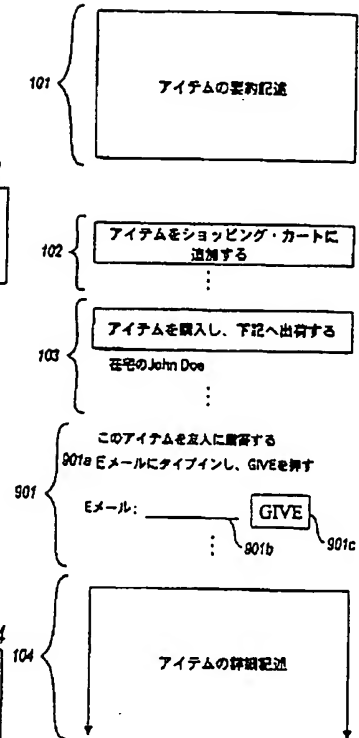 101
アイテムの要約記述
102
アイテムをショッピング・カートに
追加する
103
アイテムを購入し、下記へ出荷する
在宅のJohn Doe
このアイテムを友人に贈答する
901a Eメールにタイプインし、GIVEを押す
901
Eメール: GIVE
901b
901c
104
アイテムの詳細記述